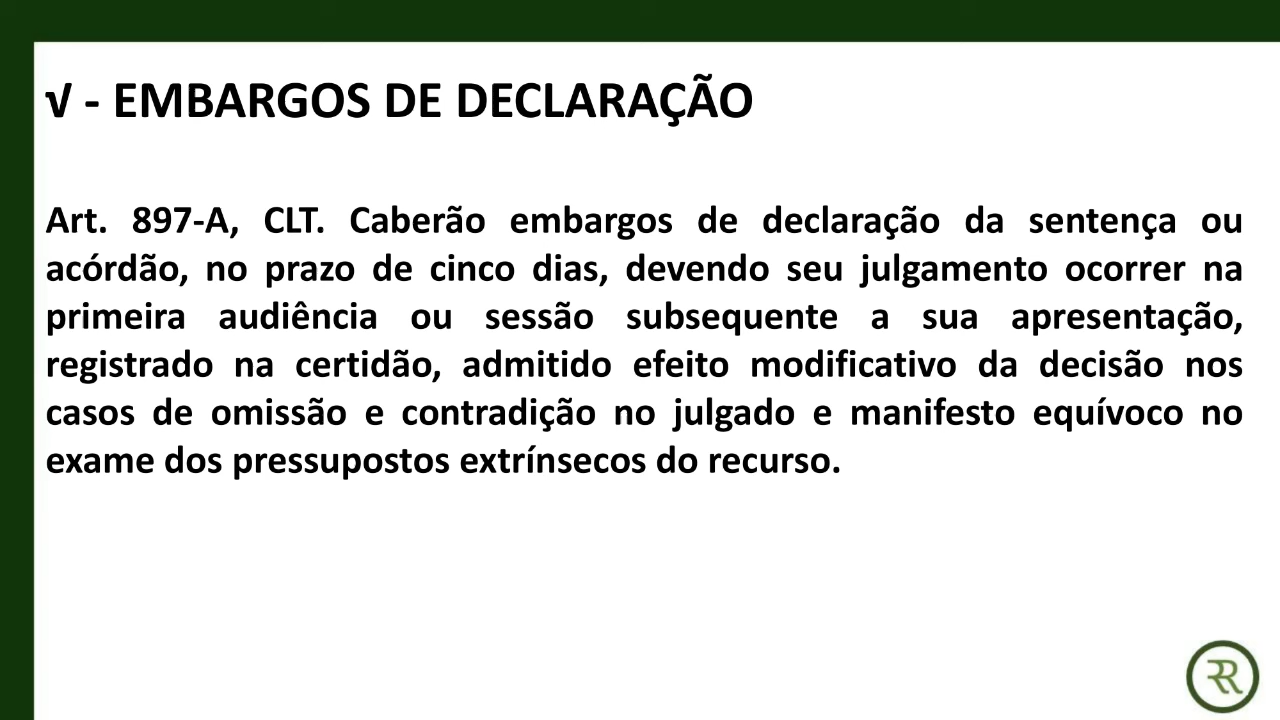 √ - EMBARGOS DE DECLARAÇÃO
Art. 897-A, CLT. Caberão embargos de declaração da sentença ou
acórdão, no prazo de cinco dias, devendo seu julgamento ocorrer na
primeira audiência ou sessão subsequente a sua apresentação,
registrado na certidão, admitido efeito modificativo da decisão nos
casos de omissão e contradição no julgado e manifesto equívoco no
exame dos pressupostos extrínsecos do recurso.
RR